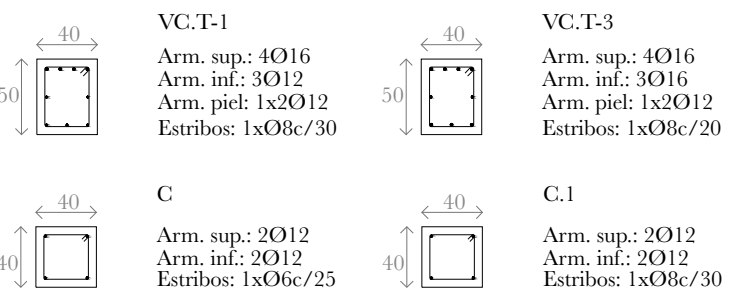 VC.T-1
40
50
Arm. sup.: 4Ø16
Arm. inf.: 3Ø12
Arm. piel: 1x2Ø12
Estribos: 1xØ8c/30
VC.T-3
40
50
Arm. sup.: 4Ø16
Arm. inf.: 3Ø16
Arm. piel: 1x2Ø12
Estribos: 1xØ8c/20
C
40
40
Arm. sup.: 2Ø12
Arm. inf.: 2Ø12
Estribos: 1xØ6c/25
C.1
40
40
Arm. sup.: 2Ø12
Arm. inf.: 2Ø12
Estribos: 1xØ8c/30